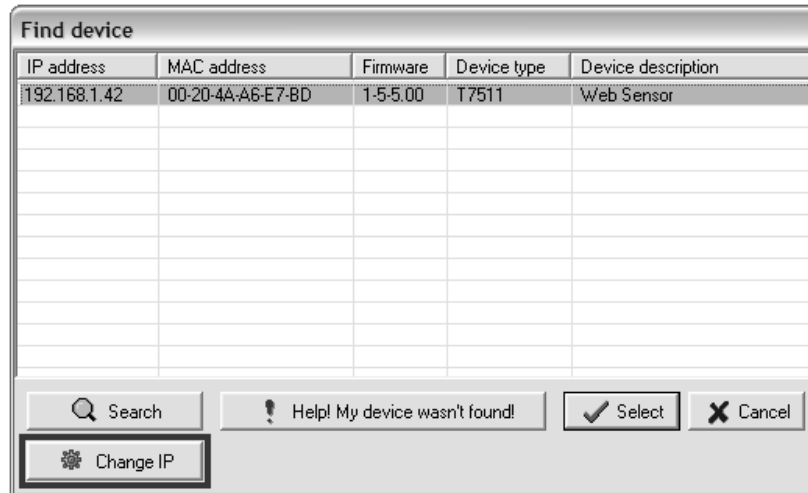 Find device
IP address MAC address Firmware Device type Device description
192.168.1.42 00-20-4A-A6-E7-BD 1-5-5.00 T7511 Web Sensor
Search Help! My device wasn't found! Select Cancel
Change IP